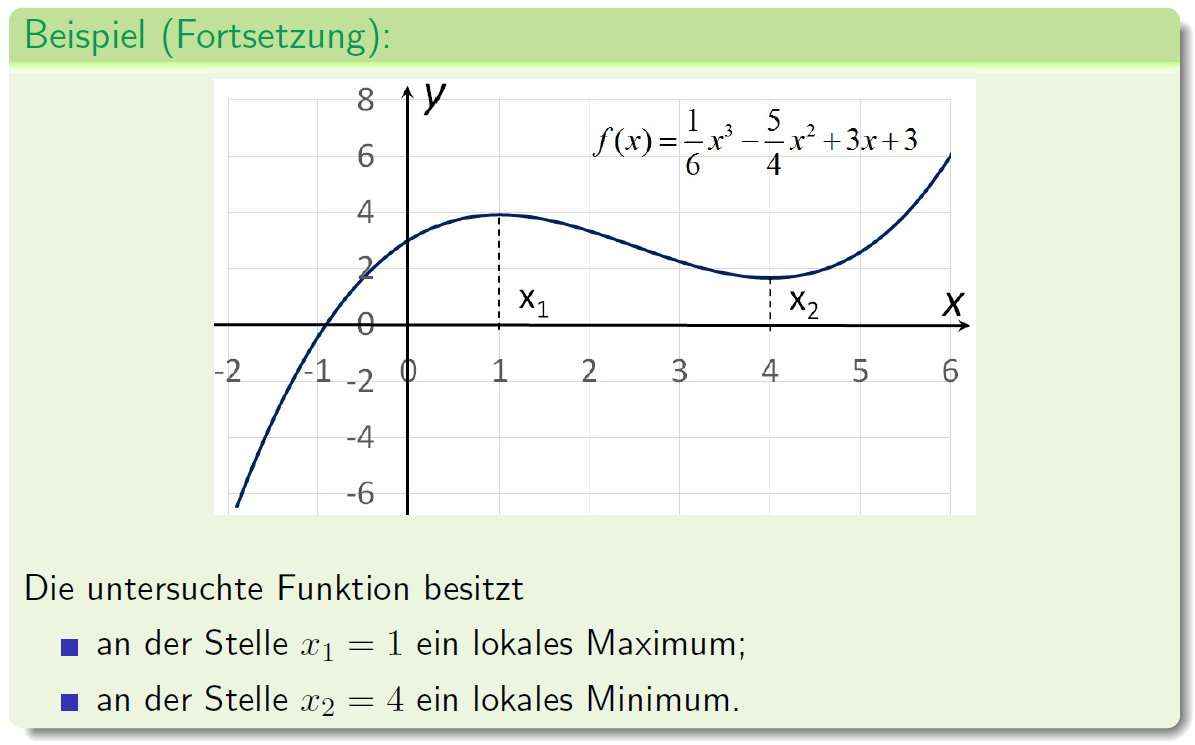 Beispiel (Fortsetzung):
8 y
f(x) = 1/6 x³ − 5/4 x² + 3x + 3
6
4
2
x₁ x₂ x
0
-2 -1 0 1 2 3 4 5 6
-2
-4
-6
Die untersuchte Funktion besitzt
an der Stelle x₁ = 1 ein lokales Maximum;
an der Stelle x₂ = 4 ein lokales Minimum.